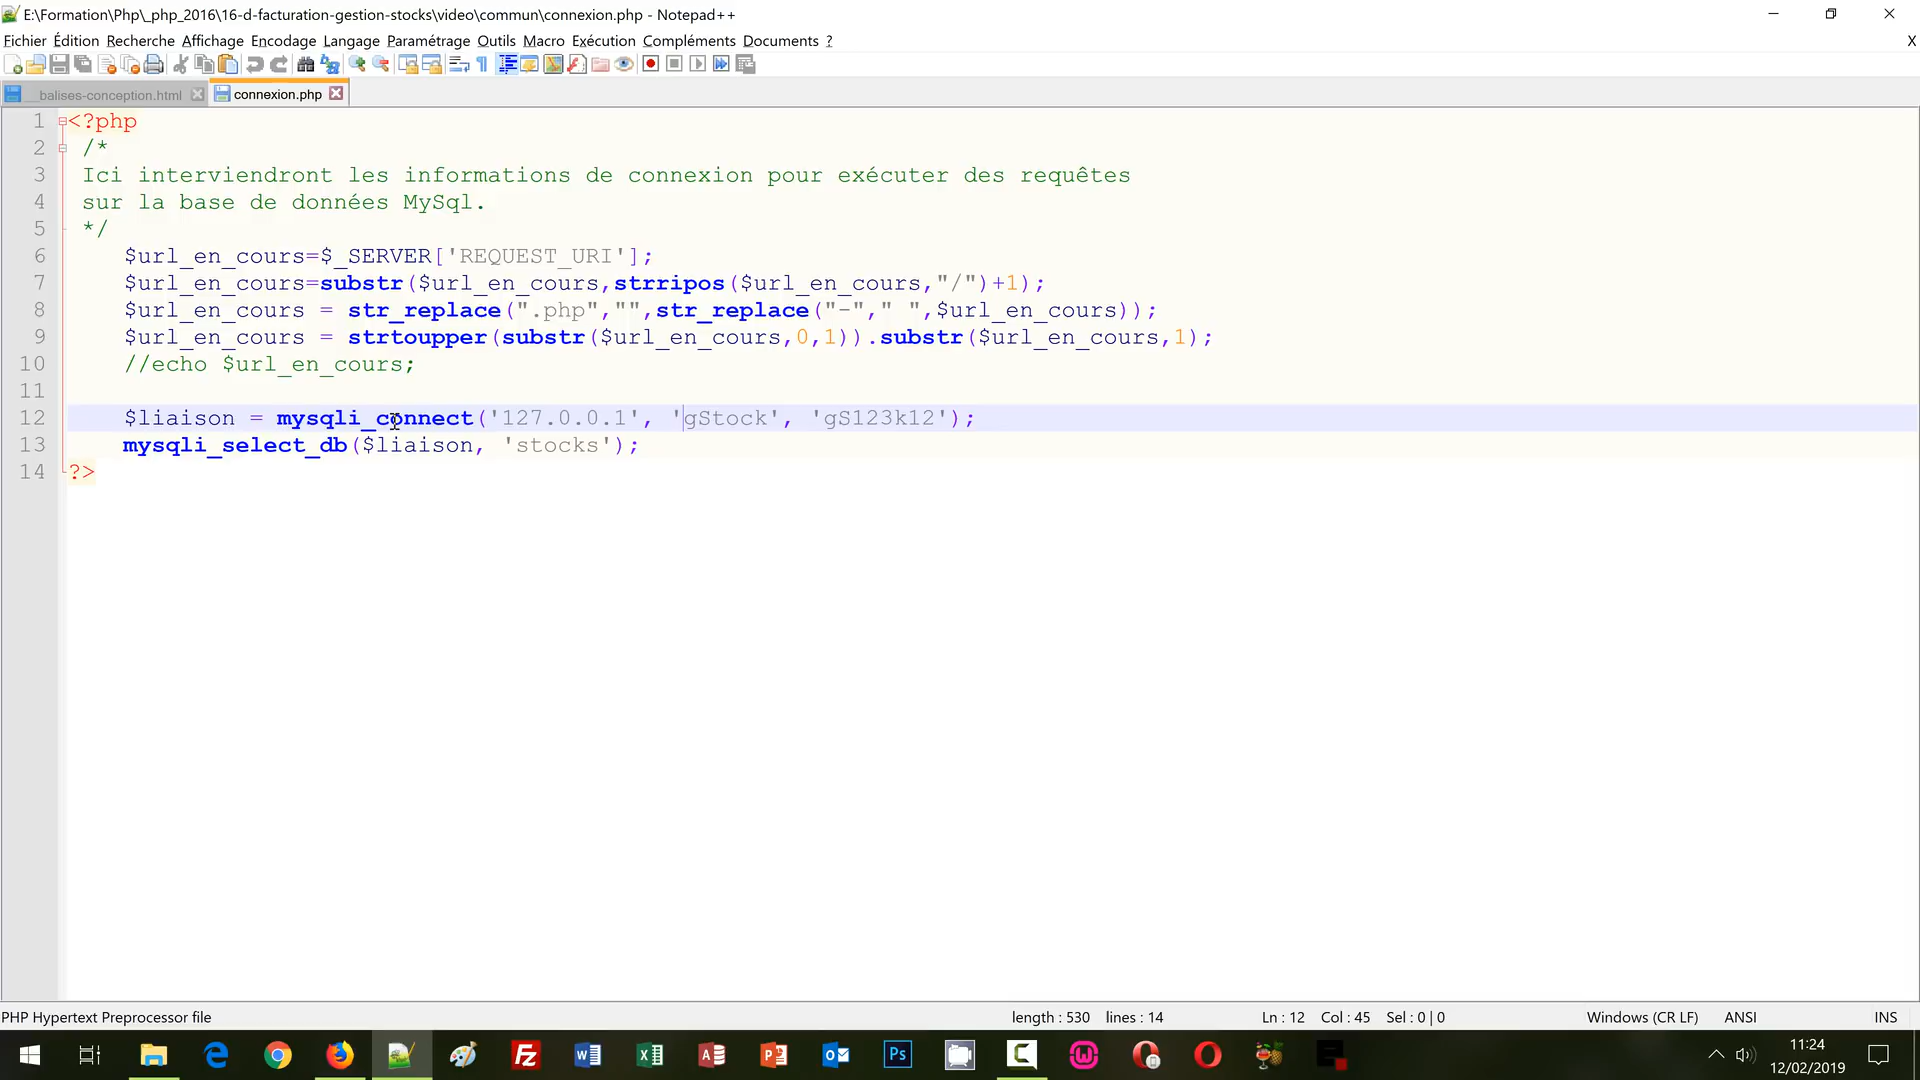 E:\Formation\Php\_php_2016\16-d-facturation-gestion-stocks\video\commun\connexion.php - Notepad++
Fichier Édition Recherche Affichage Encodage Langage Paramétrage Outils Macro Exécution Compléments Documents ? X
__balises-conception.html connexion.php
1 <?php
2 /*
3 Ici interviendront les informations de connexion pour exécuter des requêtes
4 sur la base de données MySql.
5 */
6 $url_en_cours=$_SERVER['REQUEST_URI'];
7 $url_en_cours=substr($url_en_cours,strripos($url_en_cours,"/")+1);
8 $url_en_cours = str_replace(".php","",str_replace("-"," ",$url_en_cours));
9 $url_en_cours = strtoupper(substr($url_en_cours,0,1)).substr($url_en_cours,1);
10 //echo $url_en_cours;
11
12 $liaison = mysqli_connect('127.0.0.1', 'gStock', 'gS123k12');
13 mysqli_select_db($liaison, 'stocks');
14 ?>
PHP Hypertext Preprocessor file length : 530 lines : 14 Ln : 12 Col : 45 Sel : 0 | 0 Windows (CR LF) ANSI INS
11:24
12/02/2019